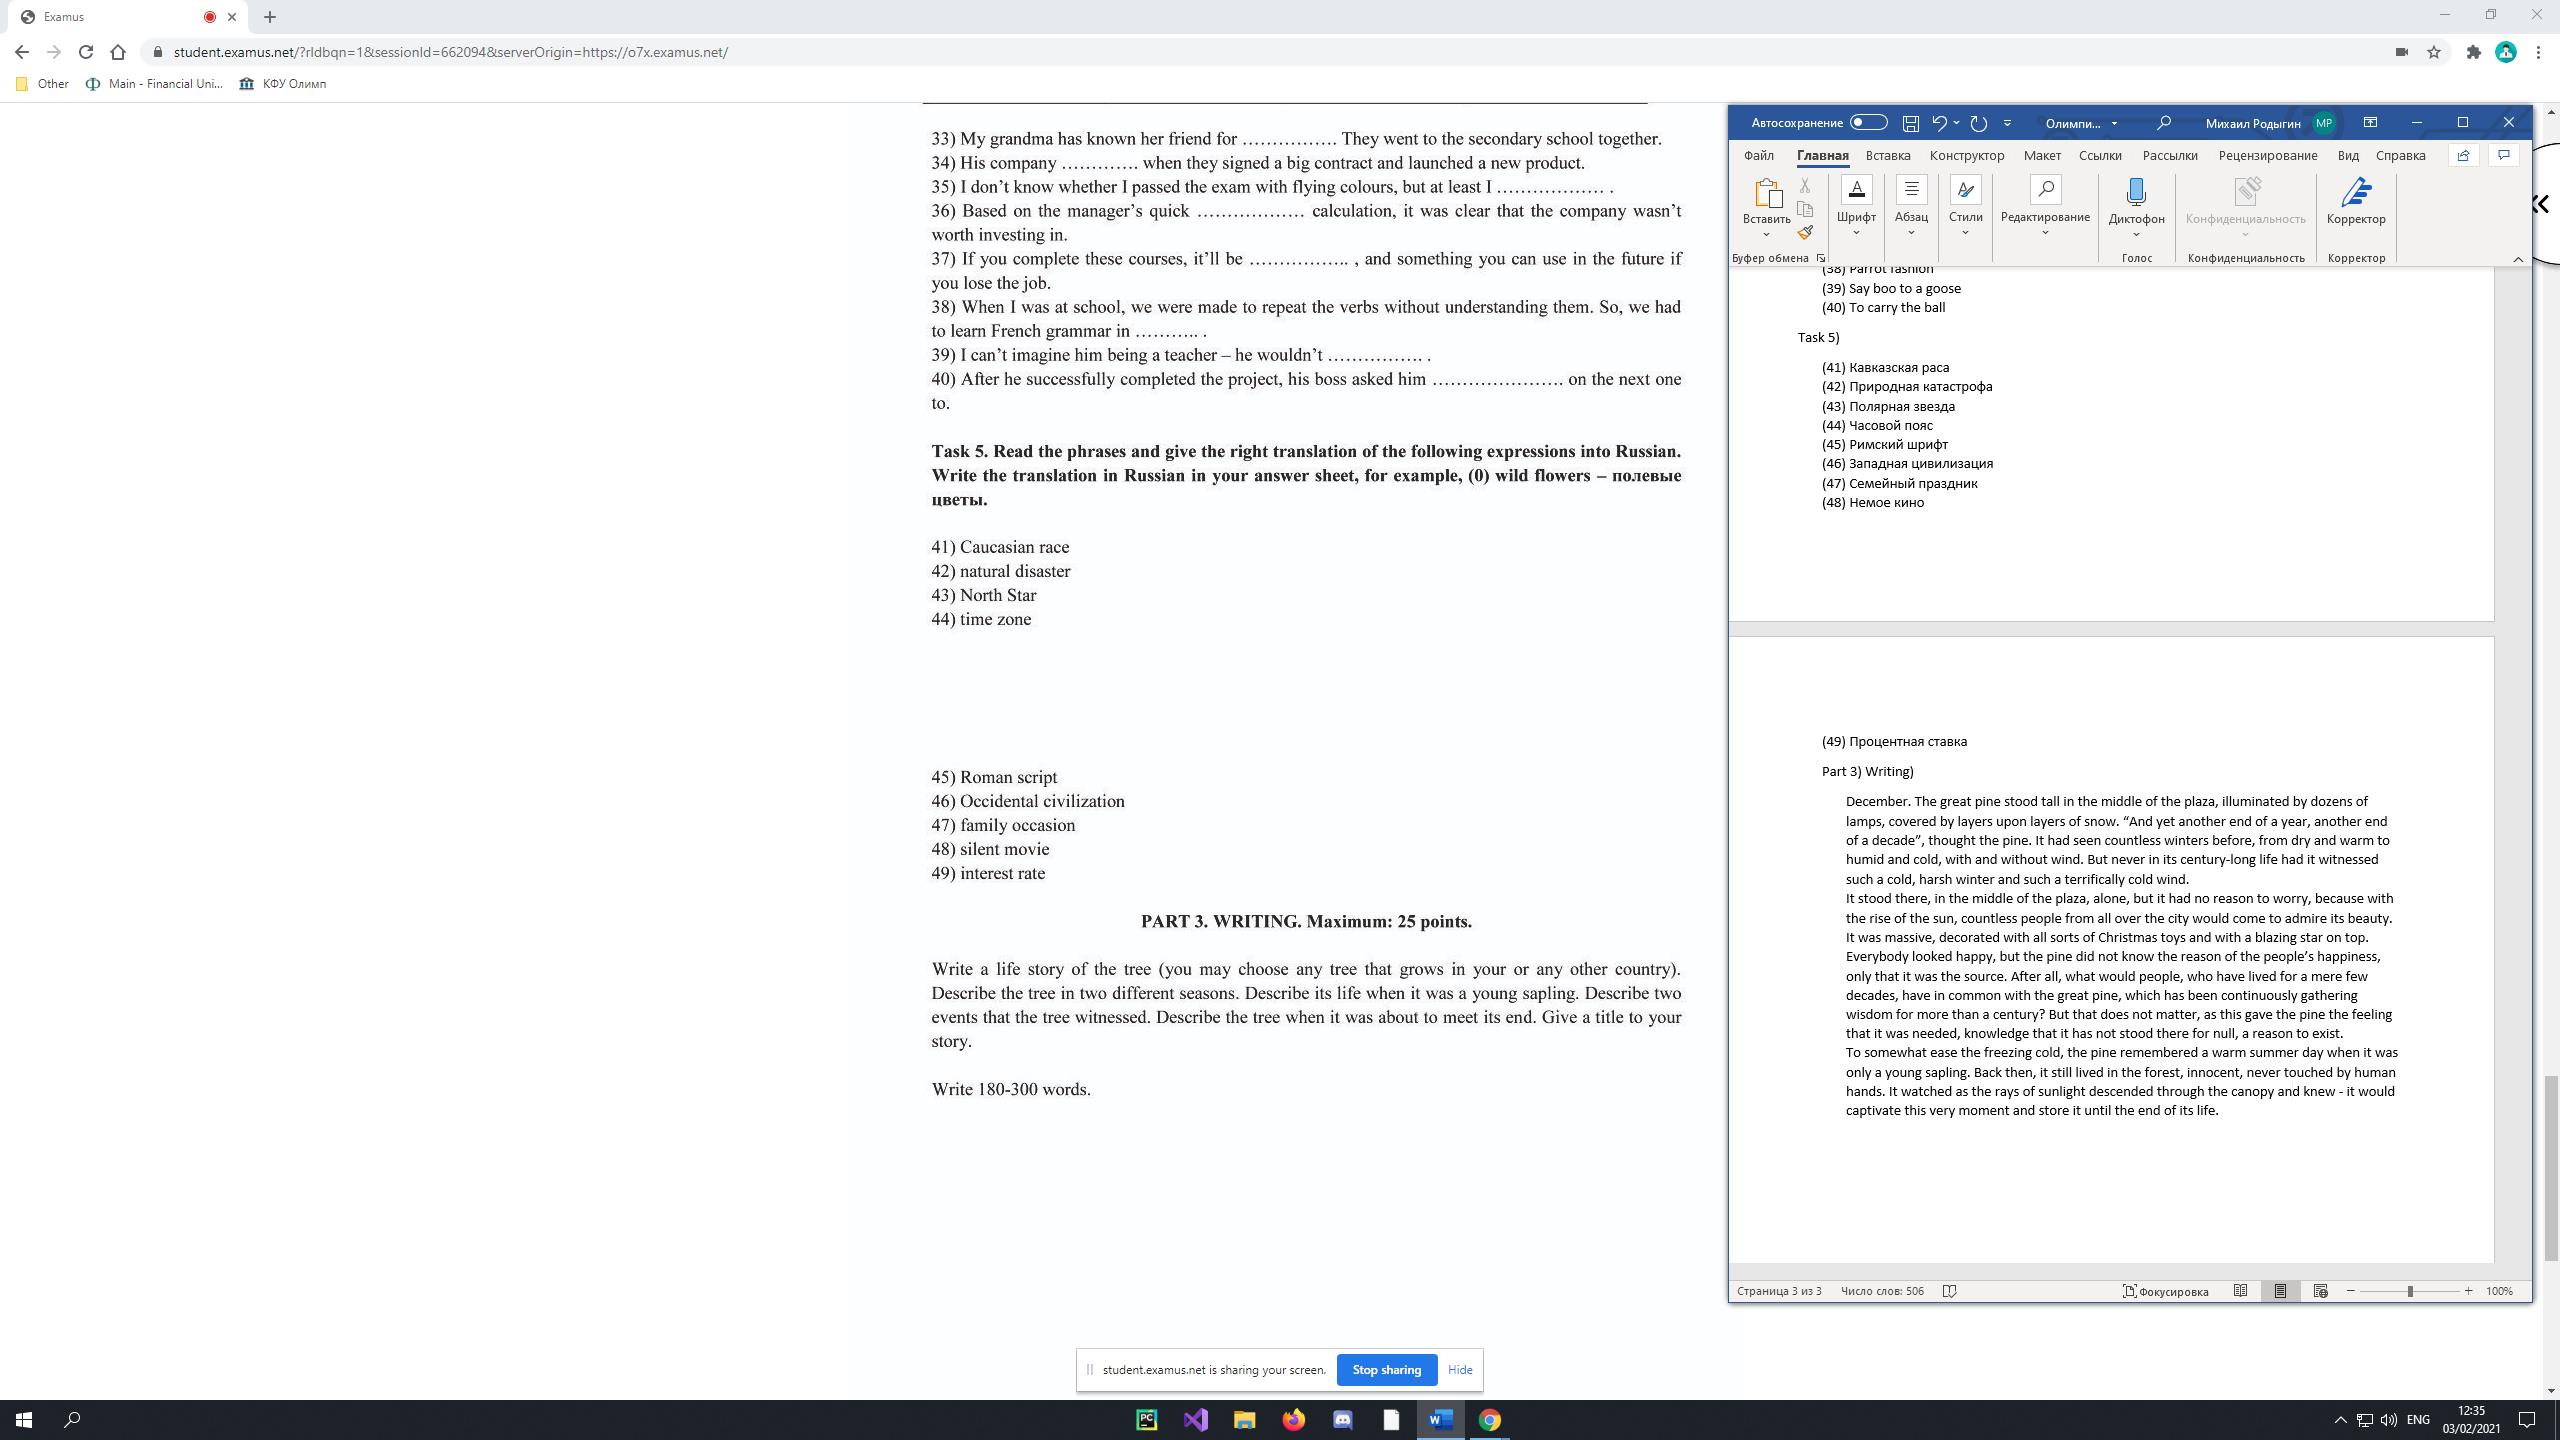 Examus
student.examus.net/?rldbqn=1&sessionId=662094&serverOrigin=https://o7x.examus.net/
Other
Main - Financial Uni...
КФУ Олимп
33) My grandma has known her friend for ................ They went to the secondary school together.
34) His company ............. when they signed a big contract and launched a new product.
35) I don’t know whether I passed the exam with flying colours, but at least I .................. .
36) Based on the manager’s quick .................. calculation, it was clear that the company wasn’t
worth investing in.
37) If you complete these courses, it’ll be ................. , and something you can use in the future if
you lose the job.
38) When I was at school, we were made to repeat the verbs without understanding them. So, we had
to learn French grammar in ........... .
39) I can’t imagine him being a teacher – he wouldn’t ................ .
40) After he successfully completed the project, his boss asked him ...................... on the next one
to.
Task 5. Read the phrases and give the right translation of the following expressions into Russian.
Write the translation in Russian in your answer sheet, for example, (0) wild flowers – полевые
цветы.
41) Caucasian race
42) natural disaster
43) North Star
44) time zone
45) Roman script
46) Occidental civilization
47) family occasion
48) silent movie
49) interest rate
PART 3. WRITING. Maximum: 25 points.
Write a life story of the tree (you may choose any tree that grows in your or any other country).
Describe the tree in two different seasons. Describe its life when it was a young sapling. Describe two
events that the tree witnessed. Describe the tree when it was about to meet its end. Give a title to your
story.
Write 180-300 words.
Автосохранение
Олимпи...
Михаил Родыгин
МР
Файл
Главная
Вставка
Конструктор
Макет
Ссылки
Рассылки
Рецензирование
Вид
Справка
Вставить
Шрифт
Абзац
Стили
Редактирование
Диктофон
Конфиденциальность
Корректор
Буфер обмена
Голос
Конфиденциальность
Корректор
(38) Parrot fashion
(39) Say boo to a goose
(40) To carry the ball
Task 5)
(41) Кавказская раса
(42) Природная катастрофа
(43) Полярная звезда
(44) Часовой пояс
(45) Римский шрифт
(46) Западная цивилизация
(47) Семейный праздник
(48) Немое кино
(49) Процентная ставка
Part 3) Writing)
December. The great pine stood tall in the middle of the plaza, illuminated by dozens of
lamps, covered by layers upon layers of snow. “And yet another end of a year, another end
of a decade”, thought the pine. It had seen countless winters before, from dry and warm to
humid and cold, with and without wind. But never in its century-long life had it witnessed
such a cold, harsh winter and such a terrifically cold wind.
It stood there, in the middle of the plaza, alone, but it had no reason to worry, because with
the rise of the sun, countless people from all over the city would come to admire its beauty.
It was massive, decorated with all sorts of Christmas toys and with a blazing star on top.
Everybody looked happy, but the pine did not know the reason of the people’s happiness,
only that it was the source. After all, what would people, who have lived for a mere few
decades, have in common with the great pine, which has been continuously gathering
wisdom for more than a century? But that does not matter, as this gave the pine the feeling
that it was needed, knowledge that it has not stood there for null, a reason to exist.
To somewhat ease the freezing cold, the pine remembered a warm summer day when it was
only a young sapling. Back then, it still lived in the forest, innocent, never touched by human
hands. It watched as the rays of sunlight descended through the canopy and knew - it would
captivate this very moment and store it until the end of its life.
Страница 3 из 3
Число слов: 506
Фокусировка
100%
student.examus.net is sharing your screen.
Stop sharing
Hide
ENG
12:35
03/02/2021